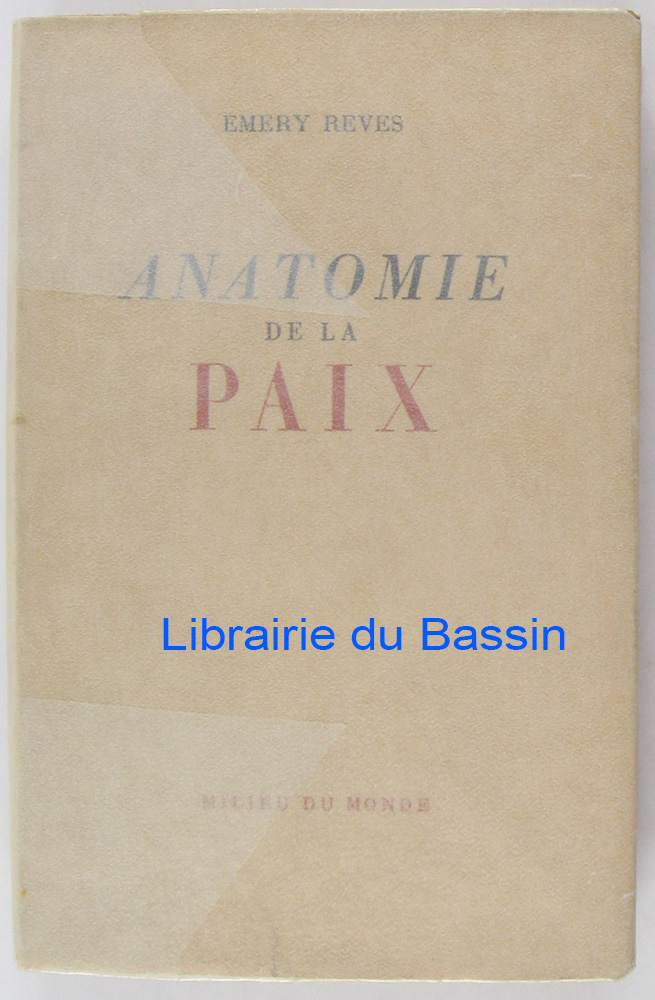 EMERY REVES
ANATOMIE
DE LA
PAIX
Librairie du Bassin
MILIEU DU MONDE